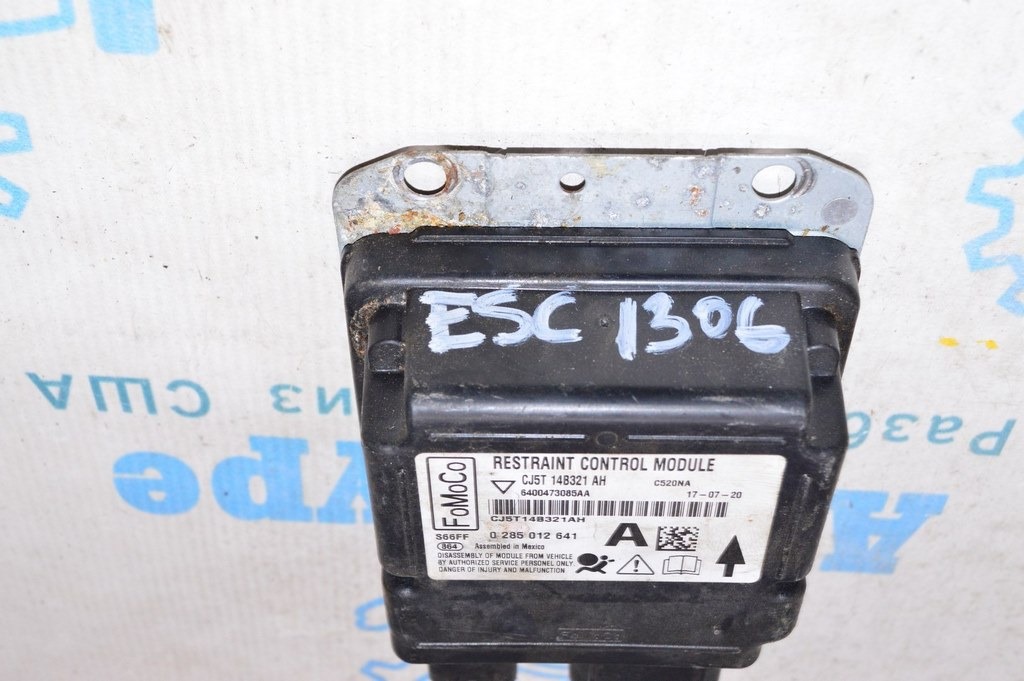 ESC 1306
RESTRAINT CONTROL MODULE
FoMoCo
CJ5T 14B321 AH C520NA
6400473085AA 17-07-20
CJ5T14B321AH
S66FF 0 285 012 641 A
864 Assembled in Mexico
DISASSEMBLY OF MODULE FROM VEHICLE
BY AUTHORIZED SERVICE PERSONEL ONLY
DANGER OF INJURY AND MALFUNCTION
из США
Разб